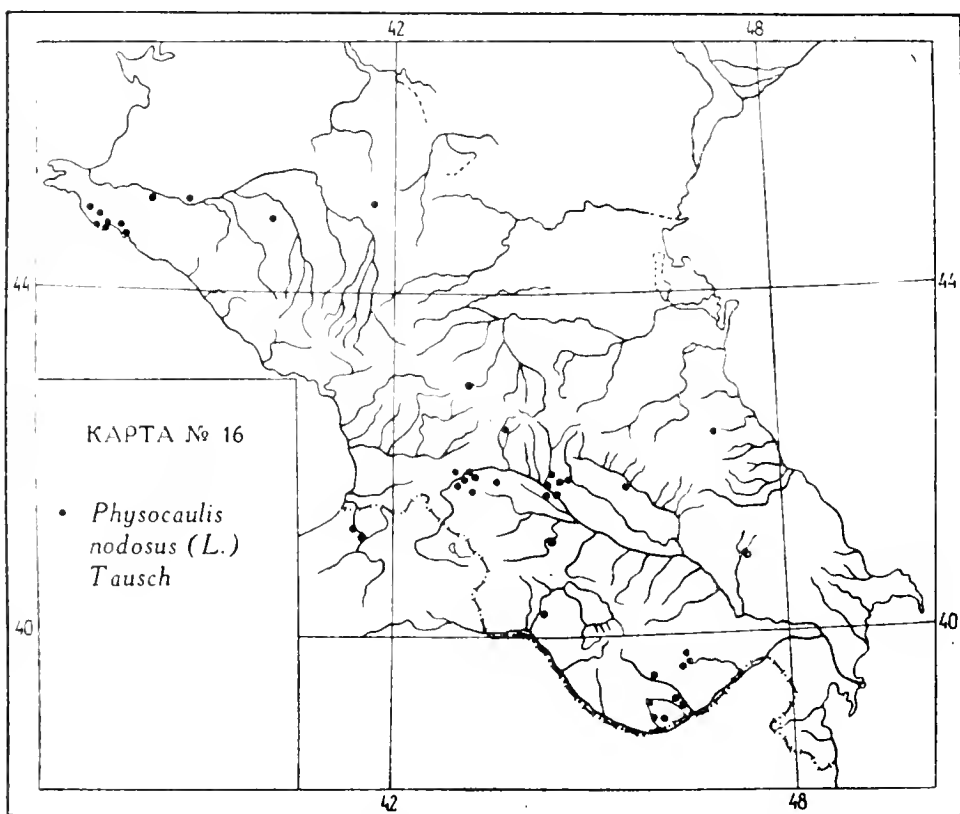 42 48
44 44
КАРТА № 16
• Physocaulis
nodosus (L.)
Tausch
40 40
42 48